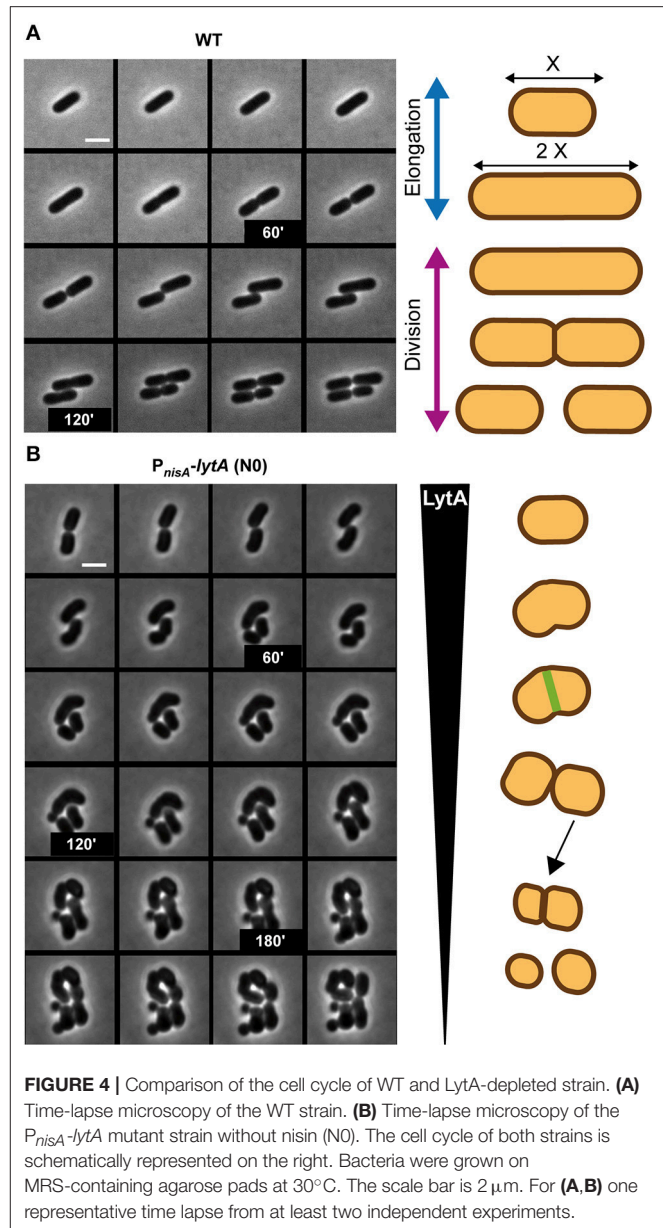 A
WT
X
Elongation
2 X
60'
Division
120'
B
P_nisA-lytA (N0)
LytA
60'
120'
180'
FIGURE 4 | Comparison of the cell cycle of WT and LytA-depleted strain. (A)
Time-lapse microscopy of the WT strain. (B) Time-lapse microscopy of the
P_nisA-lytA mutant strain without nisin (N0). The cell cycle of both strains is
schematically represented on the right. Bacteria were grown on
MRS-containing agarose pads at 30°C. The scale bar is 2 μm. For (A,B) one
representative time lapse from at least two independent experiments.